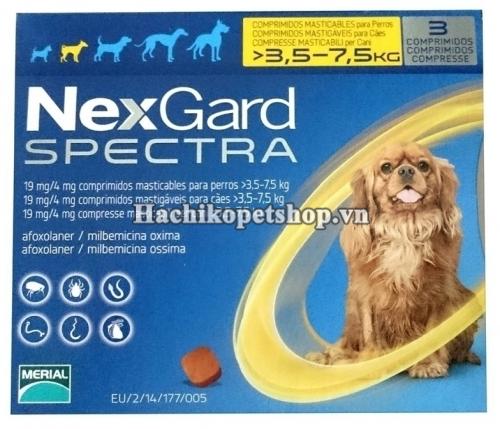 COMPRIMIDOS MASTICABLES para Perros
COMPRIMIDOS MASTIGÁVEIS para Cães
COMPRESSE MASTICABILI per Cani
>3,5–7,5KG
3
COMPRIMIDOS
COMPRIMIDOS
COMPRESSE
NexGard
SPECTRA
19 mg/4 mg comprimidos masticables para perros >3,5-7,5 kg
19 mg/4 mg comprimidos mastigáveis para cães >3,5-7,5 kg
19 mg/4 mg compresse
Hachikopetshop.vn
afoxolaner / milbemicina oxima
afoxolaner / milbemicina ossima
MERIAL
EU/2/14/177/005